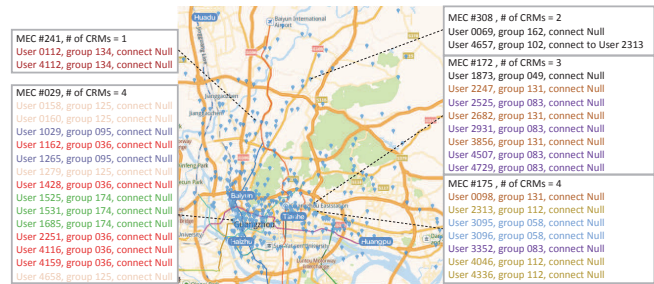 MEC #241, # of CRMs = 1
User 0112, group 134, connect Null
User 4112, group 134, connect Null
MEC #029, # of CRMs = 4
User 0158, group 125, connect Null
User 0160, group 125, connect Null
User 1029, group 095, connect Null
User 1162, group 036, connect Null
User 1265, group 095, connect Null
User 1279, group 125, connect Null
User 1428, group 036, connect Null
User 1525, group 174, connect Null
User 1531, group 174, connect Null
User 1685, group 174, connect Null
User 2251, group 036, connect Null
User 4116, group 036, connect Null
User 4159, group 036, connect Null
User 4658, group 125, connect Null
Huadu
Baiyun International
Airport
Baiyun
Tianhe
Guangzhou
Haizhu
Huangpu
MEC #308 , # of CRMs = 2
User 0069, group 162, connect Null
User 4657, group 102, connect to User 2313
MEC #172 , # of CRMs = 3
User 1873, group 049, connect Null
User 2247, group 131, connect Null
User 2525, group 083, connect Null
User 2682, group 131, connect Null
User 2931, group 083, connect Null
User 3856, group 131, connect Null
User 4507, group 083, connect Null
User 4729, group 083, connect Null
MEC #175 , # of CRMs = 4
User 0098, group 131, connect Null
User 2313, group 112, connect Null
User 3095, group 058, connect Null
User 3096, group 058, connect Null
User 3352, group 083, connect Null
User 4046, group 112, connect Null
User 4336, group 112, connect Null